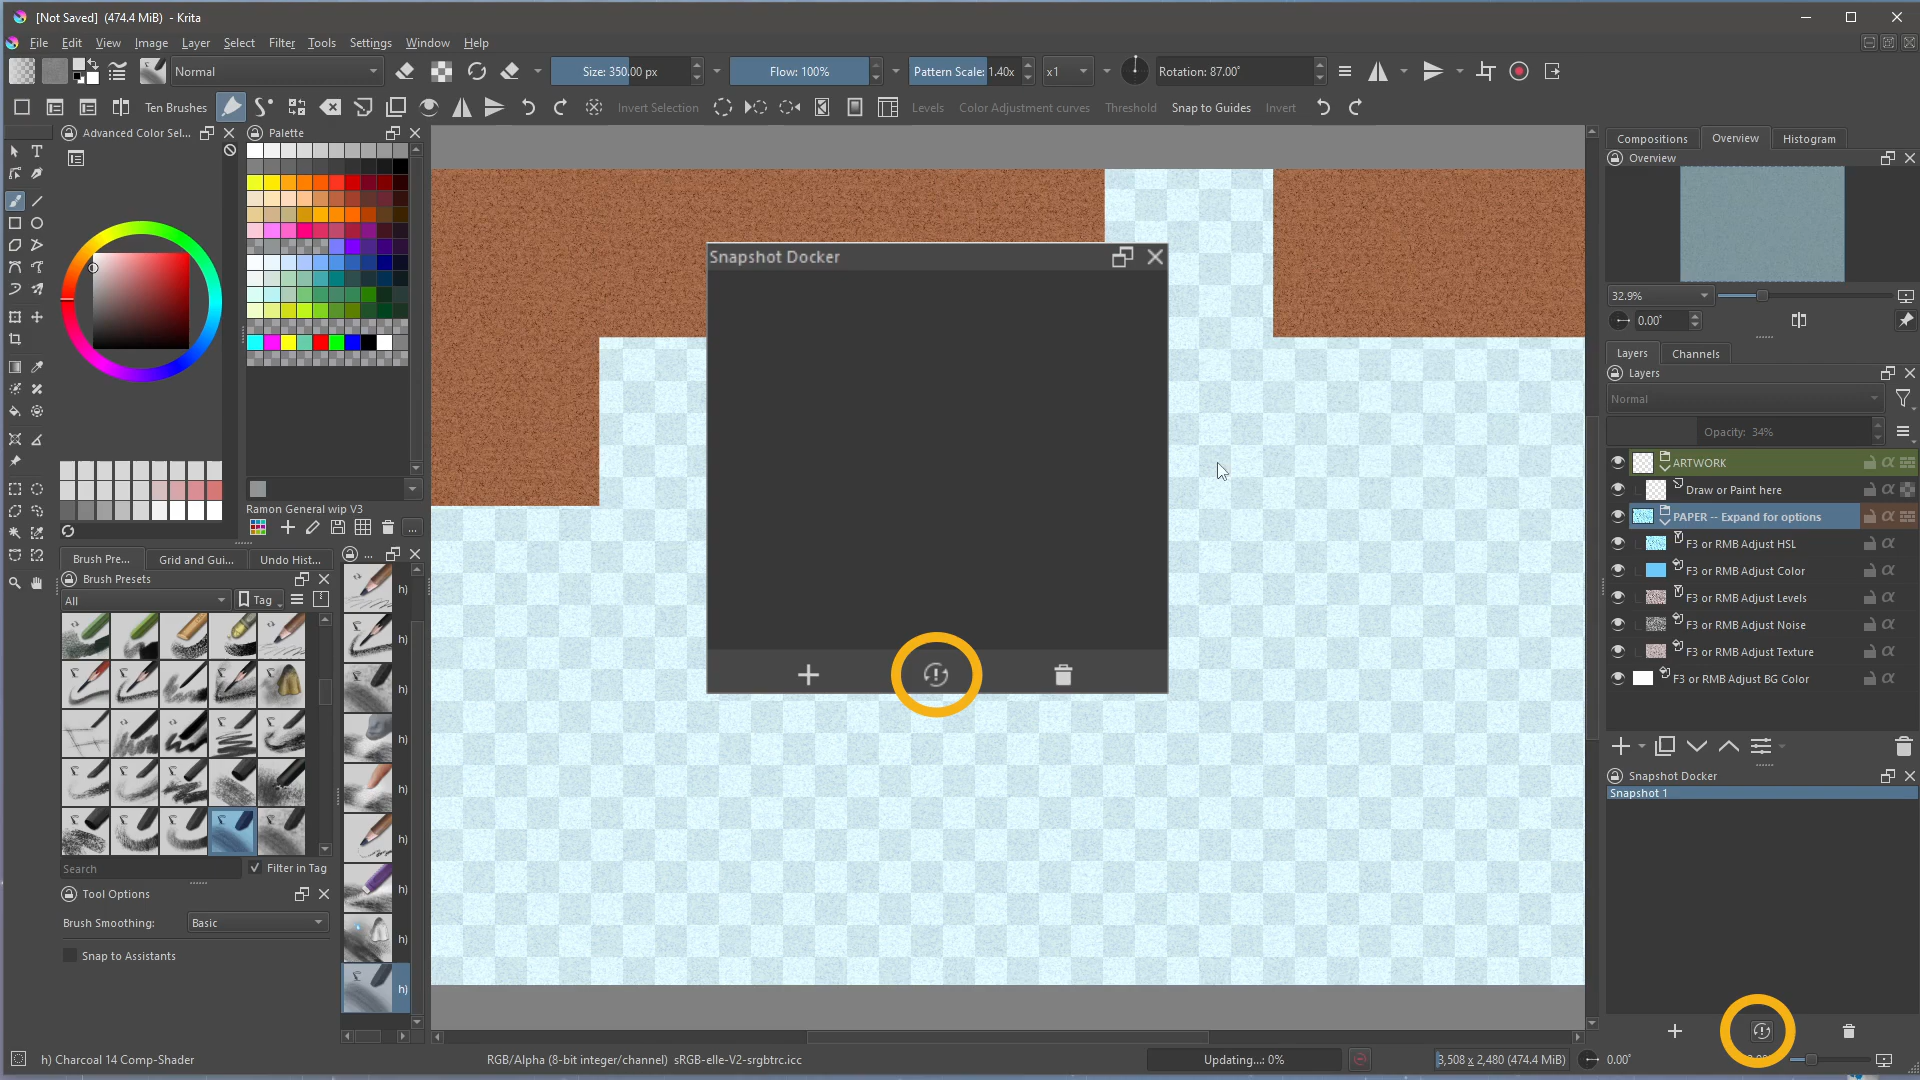 [Not Saved] (474.4 MiB) - Krita
File Edit View Image Layer Select Filter Tools Settings Window Help
Normal Size: 350.00 px Flow: 100% Pattern Scale: 1.40x x1 Rotation: 87.00°
Ten Brushes Invert Selection Levels Color Adjustment curves Threshold Snap to Guides Invert
Advanced Color Sel... Palette
Compositions Overview Histogram
Overview
Snapshot Docker
32.9%
0.00°
Layers Channels
Layers
Normal
Opacity: 34%
ARTWORK
Draw or Paint here
PAPER -- Expand for options
F3 or RMB Adjust HSL
F3 or RMB Adjust Color
F3 or RMB Adjust Levels
F3 or RMB Adjust Noise
F3 or RMB Adjust Texture
F3 or RMB Adjust BG Color
Snapshot Docker
Snapshot 1
Ramon General wip V3
...
Brush Pre... Grid and Gui... Undo Hist... ...
Brush Presets
All Tag
h)
h)
h)
h)
h)
h)
h)
h)
h)
Search Filter in Tag
Tool Options
Brush Smoothing: Basic
Snap to Assistants
h) Charcoal 14 Comp-Shader RGB/Alpha (8-bit integer/channel) sRGB-elle-V2-srgbtrc.icc Updating...: 0% 3,508 x 2,480 (474.4 MiB) 0.00°